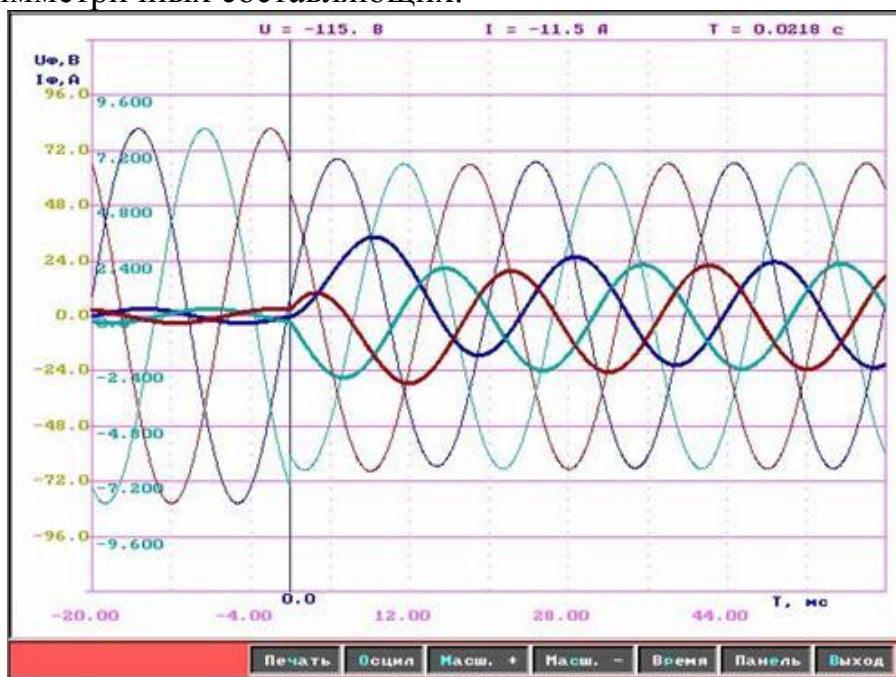 мметричных составляющих.
U = -115. В I = -11.5 А T = 0.0218 с
Uф,В
Iф,А
96.0 9.600
72.0 7.200
48.0 4.800
24.0 2.400
0.0
-24.0 -2.400
-48.0 -4.800
-72.0 -7.200
-96.0 -9.600
0.0 T, мс
-20.00 -4.00 12.00 28.00 44.00
Печать Осцил Масш. + Масш. - Время Панель Выход